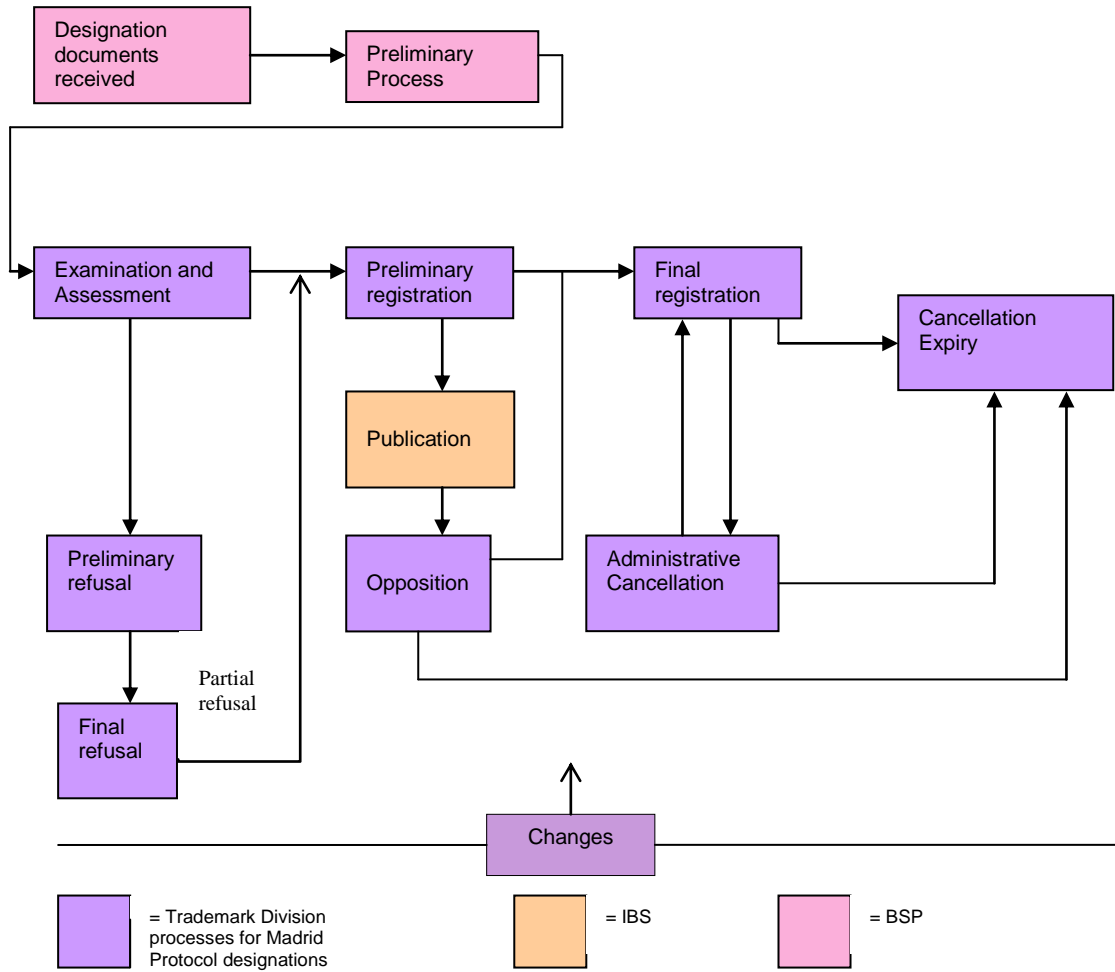 Designation
documents
received
Preliminary
Process
Examination and
Assessment
Preliminary
registration
Final
registration
Cancellation
Expiry
Publication
Preliminary
refusal
Opposition
Administrative
Cancellation
Partial
refusal
Final
refusal
Changes
= Trademark Division
processes for Madrid
Protocol designations
= IBS
= BSP